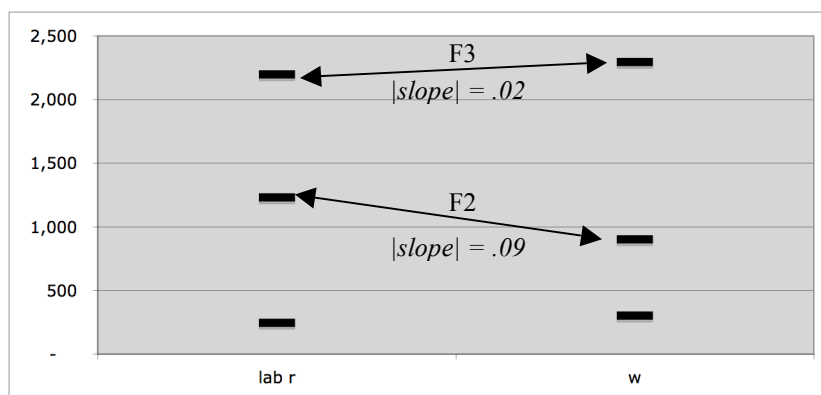 2,500
F3
2,000
|slope| = .02
1,500
F2
1,000
|slope| = .09
500
-
lab r w